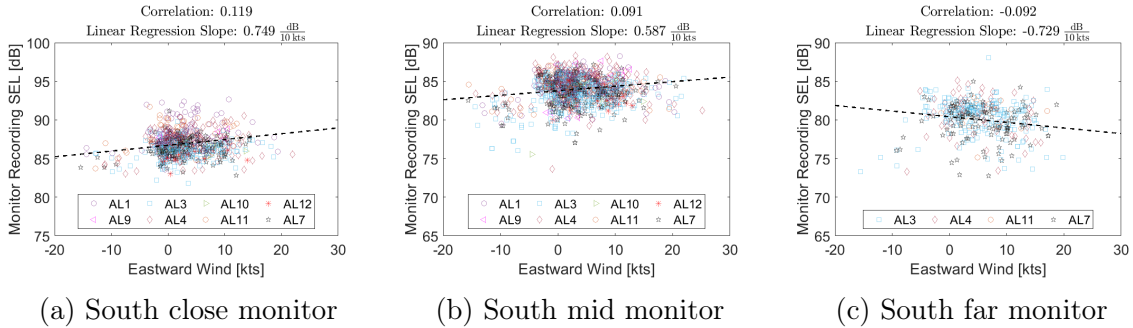 Correlation: 0.119
Linear Regression Slope: 0.749 dB/10 kts
Monitor Recording SEL [dB]
100
95
90
85
80
75
70
65
AL1 AL3 AL10 AL12
AL9 AL4 AL11 AL7
-20 -10 0 10 20 30
Eastward Wind [kts]
(a) South close monitor
Correlation: 0.091
Linear Regression Slope: 0.587 dB/10 kts
Monitor Recording SEL [dB]
90
85
80
75
70
65
AL1 AL3 AL10 AL12
AL9 AL4 AL11 AL7
-20 -10 0 10 20 30
Eastward Wind [kts]
(b) South mid monitor
Correlation: -0.092
Linear Regression Slope: -0.729 dB/10 kts
Monitor Recording SEL [dB]
90
85
80
75
70
65
AL3 AL4 AL11 AL7
-20 -10 0 10 20 30
Eastward Wind [kts]
(c) South far monitor